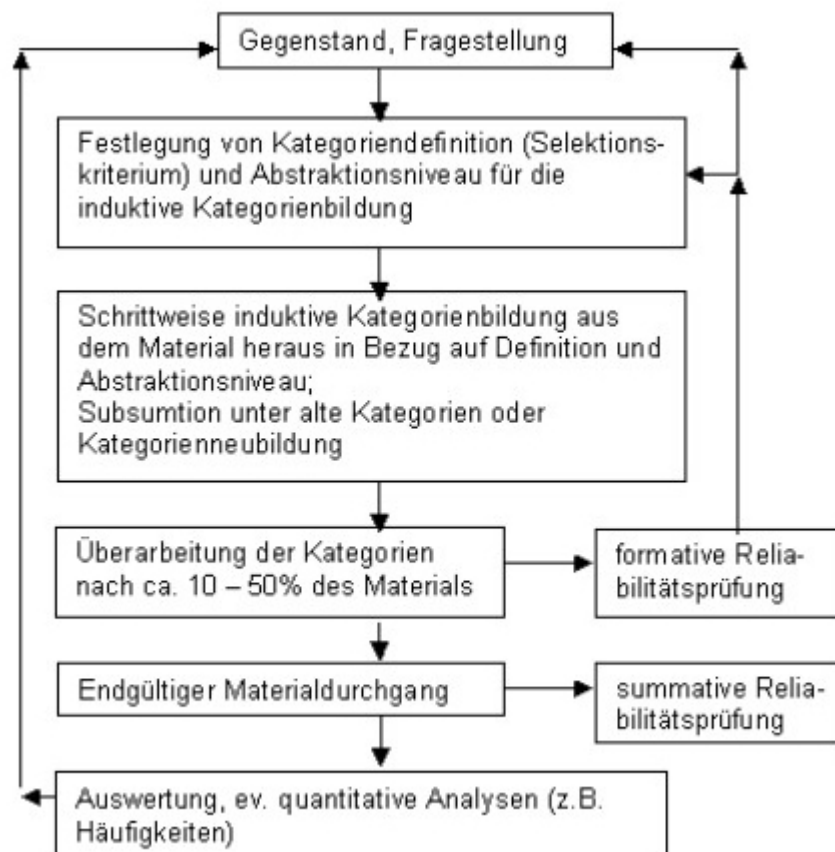 Gegenstand, Fragestellung
Festlegung von Kategoriendefinition (Selektions-
kriterium) und Abstraktionsniveau für die
induktive Kategorienbildung
Schrittweise induktive Kategorienbildung aus
dem Material heraus in Bezug auf Definition und
Abstraktionsniveau;
Subsumtion unter alte Kategorien oder
Kategorienneubildung
Überarbeitung der Kategorien
nach ca. 10 – 50% des Materials
formative Relia-
bilitätsprüfung
Endgültiger Materialdurchgang
summative Relia-
bilitätsprüfung
Auswertung, ev. quantitative Analysen (z.B.
Häufigkeiten)